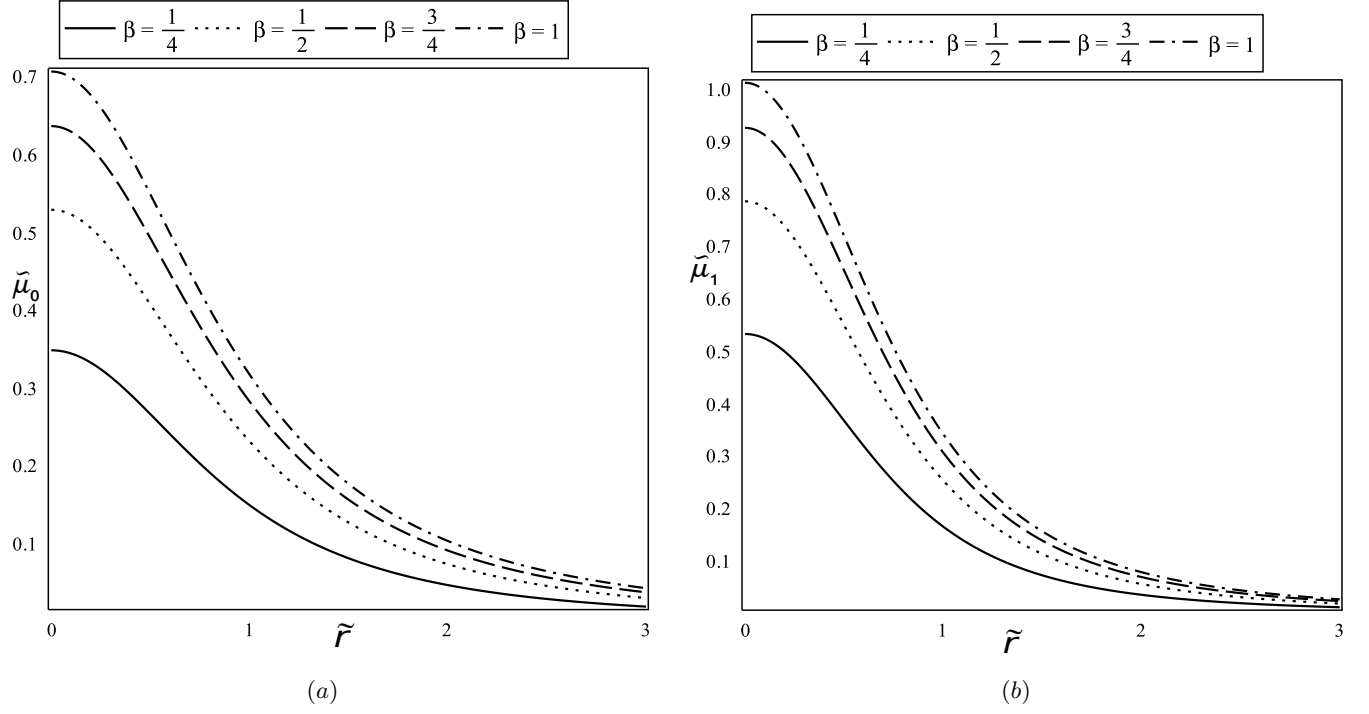 β = 1/4 β = 1/2 β = 3/4 β = 1
0.7
0.6
0.5
μ̃₀
0.4
0.3
0.2
0.1
0 1 2 3
r̃
(a)
β = 1/4 β = 1/2 β = 3/4 β = 1
1.0
0.9
0.8
0.7
μ̃₁
0.6
0.5
0.4
0.3
0.2
0.1
0 1 2 3
r̃
(b)